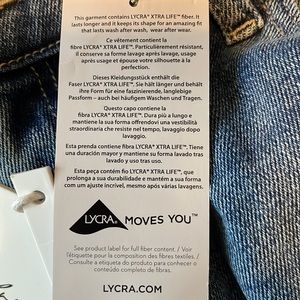 This garment contains LYCRA® XTRA LIFE™ fiber. It
lasts longer and it keeps its shape for an amazing fit
that lasts wash after wash, wear after wear.
Ce vêtement contient la
fibre LYCRA® XTRA LIFE™. Particulièrement résistant,
il conserve sa forme lavage après lavage, usage
après usage et épouse votre silhouette à la
perfection.
Dieses Kleidungsstück enthält die
Faser LYCRA® XTRA LIFE™. Sie hält länger und behält
ihre Form für eine faszinierende, langlebige
Passform – auch bei häufigem Waschen und Tragen.
Questo capo contiene la
fibra LYCRA® XTRA LIFE™. Dura più a lungo e
mantiene la sua forma offrendovi una vestibilità
straordinaria che resiste nel tempo, lavaggio dopo
lavaggio.
Esta prenda contiene fibra LYCRA® XTRA LIFE™. Tiene
una duración mayor y mantiene su forma lavado tras
lavado y uso tras uso.
Esta peça contém fio LYCRA® XTRA LIFE™.
É mais duradouro e mantém a sua forma
com um ajuste incrível, mesmo após várias lavagens.
LYCRA® MOVES YOU™
See product label for full fiber content. / Voir
l'étiquette pour la composition des fibres textiles. /
Consulte a etiqueta do produto para conhecer o
conteúdo completo de fibras.
LYCRA.COM